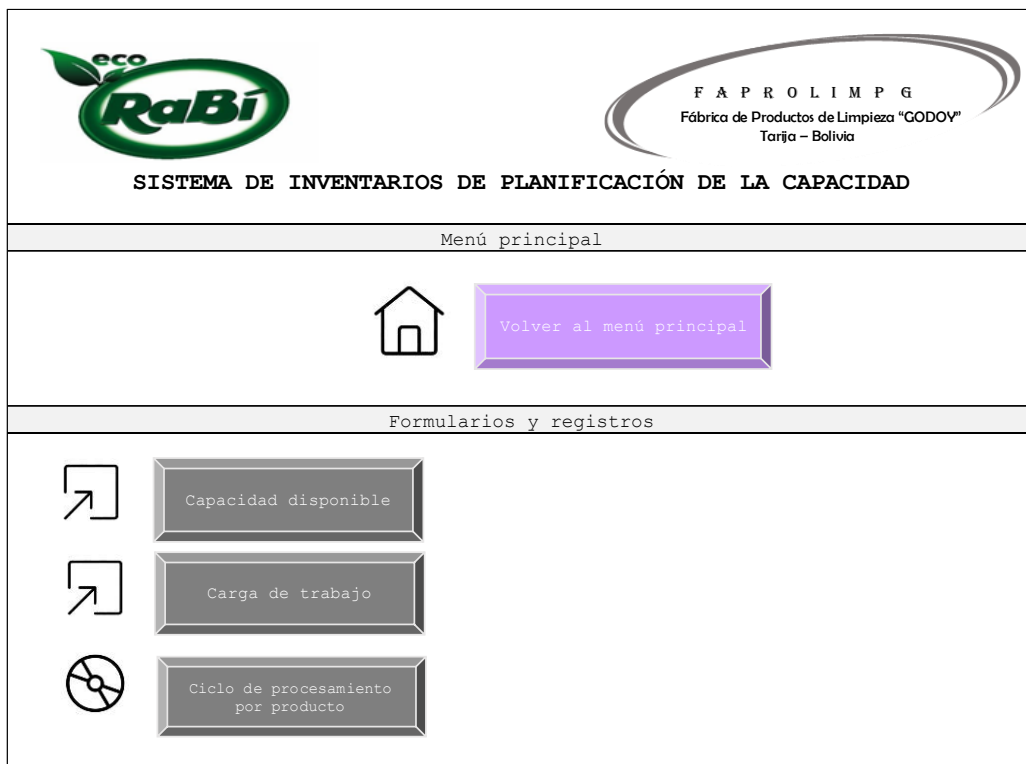 eco
RaBí
FAPROLIMPG
Fábrica de Productos de Limpieza “GODOY”
Tarija – Bolivia
SISTEMA DE INVENTARIOS DE PLANIFICACIÓN DE LA CAPACIDAD
Menú principal
Volver al menú principal
Formularios y registros
Capacidad disponible
Carga de trabajo
Ciclo de procesamiento
por producto